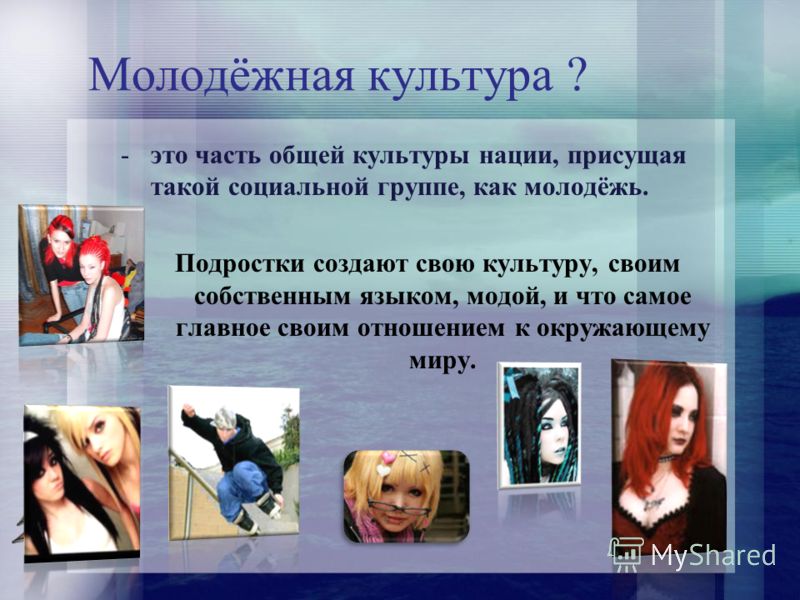 Молодёжная культура ?
- это часть общей культуры нации, присущая
такой социальной группе, как молодёжь.
Подростки создают свою культуру, своим
собственным языком, модой, и что самое
главное своим отношением к окружающему
миру.
MyShared